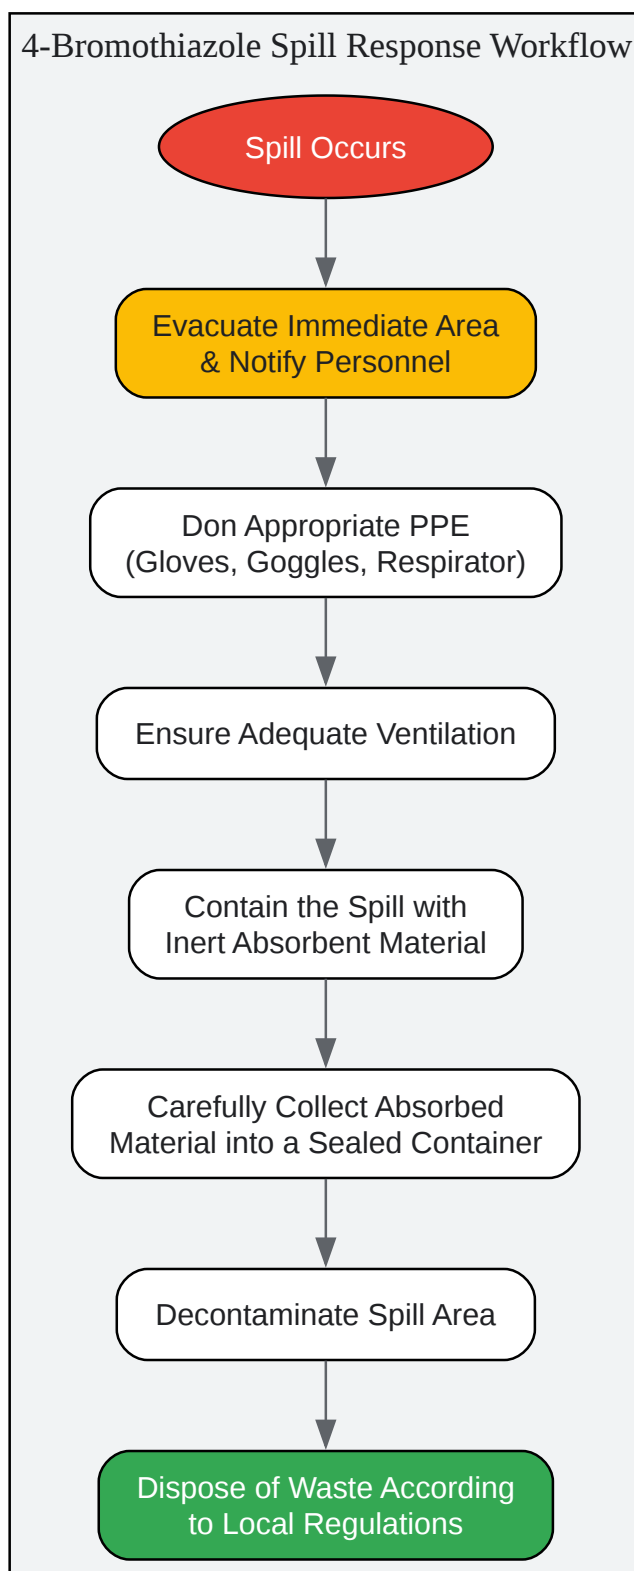 4-Bromothiazole Spill Response Workflow
Spill Occurs
Evacuate Immediate Area
& Notify Personnel
Don Appropriate PPE
(Gloves, Goggles, Respirator)
Ensure Adequate Ventilation
Contain the Spill with
Inert Absorbent Material
Carefully Collect Absorbed
Material into a Sealed Container
Decontaminate Spill Area
Dispose of Waste According
to Local Regulations